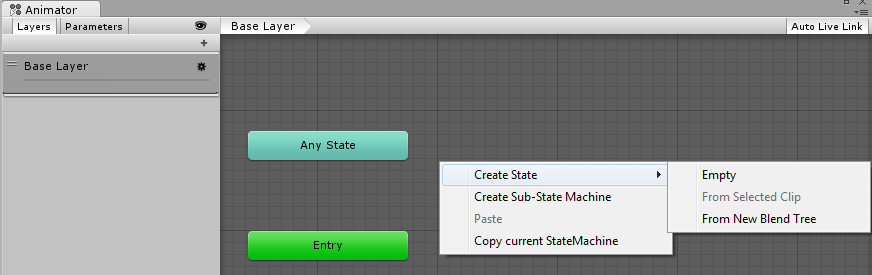 Animator
Layers Parameters
Base Layer
Auto Live Link
Base Layer
Any State
Entry
Create State
Create Sub-State Machine
Paste
Copy current StateMachine
Empty
From Selected Clip
From New Blend Tree